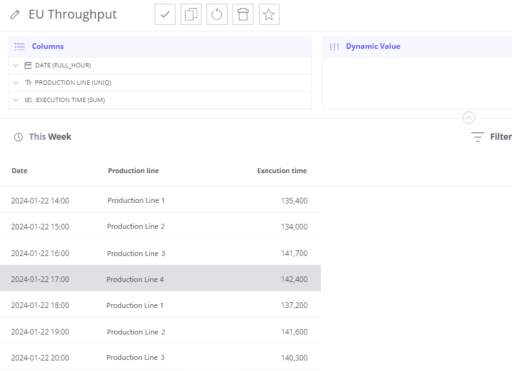 EU Throughput
Columns
Dynamic Value
DATE (FULL_HOUR)
PRODUCTION LINE (UNIQ)
EXECUTION TIME (SUM)
This Week
Filter
Date Production line Execution time
2024-01-22 14:00 Production Line 1 135,400
2024-01-22 15:00 Production Line 2 134,000
2024-01-22 16:00 Production Line 3 141,700
2024-01-22 17:00 Production Line 4 142,400
2024-01-22 18:00 Production Line 1 137,200
2024-01-22 19:00 Production Line 2 141,600
2024-01-22 20:00 Production Line 3 140,300